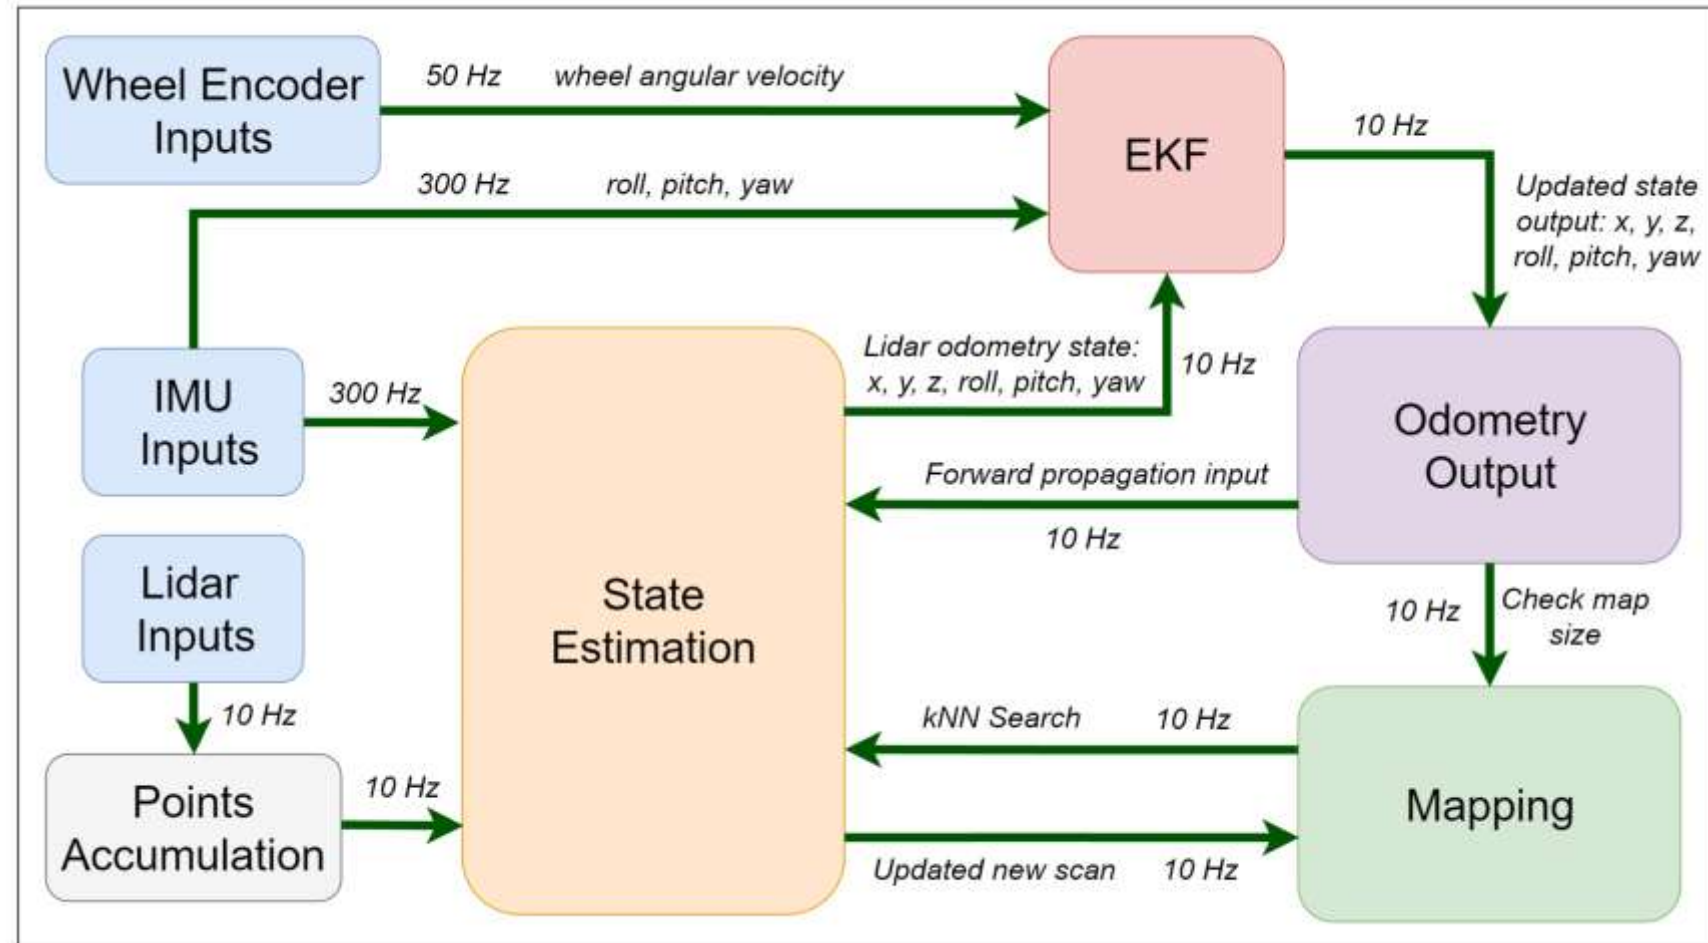 Wheel Encoder
Inputs
50 Hz wheel angular velocity
EKF
10 Hz
300 Hz roll, pitch, yaw
Updated state
output: x, y, z,
roll, pitch, yaw
IMU
Inputs
300 Hz
Lidar odometry state:
x, y, z, roll, pitch, yaw
10 Hz
Odometry
Output
Forward propagation input
10 Hz
Lidar
Inputs
State
Estimation
10 Hz
Check map
size
10 Hz
kNN Search 10 Hz
Points
Accumulation
10 Hz
Mapping
Updated new scan 10 Hz